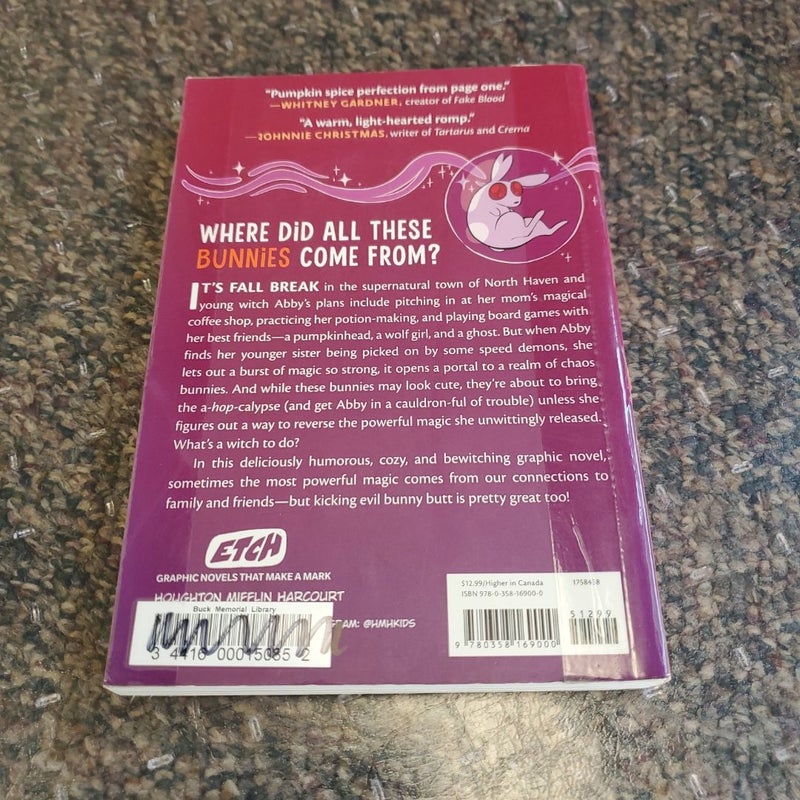 "Pumpkin spice perfection from page one."
—WHITNEY GARDNER, creator of Fake Blood
"A warm, light-hearted romp."
—JOHNNIE CHRISTMAS, writer of Tartarus and Crema
WHERE DiD ALL THESE
BUNNiES COME FROM?
IT'S FALL BREAK in the supernatural town of North Haven and
young witch Abby's plans include pitching in at her mom's magical
coffee shop, practicing her potion-making, and playing board games with
her best friends—a pumpkinhead, a wolf girl, and a ghost. But when Abby
finds her younger sister being picked on by some speed demons, she
lets out a burst of magic so strong, it opens a portal to a realm of chaos
bunnies. And while these bunnies may look cute, they're about to bring
the a-hop-calypse (and get Abby in a cauldron-ful of trouble) unless she
figures out a way to reverse the powerful magic she unwittingly released.
What's a witch to do?
In this deliciously humorous, cozy, and bewitching graphic novel,
sometimes the most powerful magic comes from our connections to
family and friends—but kicking evil bunny butt is pretty great too!
ETCH
GRAPHIC NOVELS THAT MAKE A MARK
HOUGHTON MIFFLIN HARCOURT
@HMHKIDS
Buck Memorial Library
3 4416 00015085 2
$12.99/Higher in Canada 1758458
ISBN 978-0-358-16900-0
51299
9 780358 169000